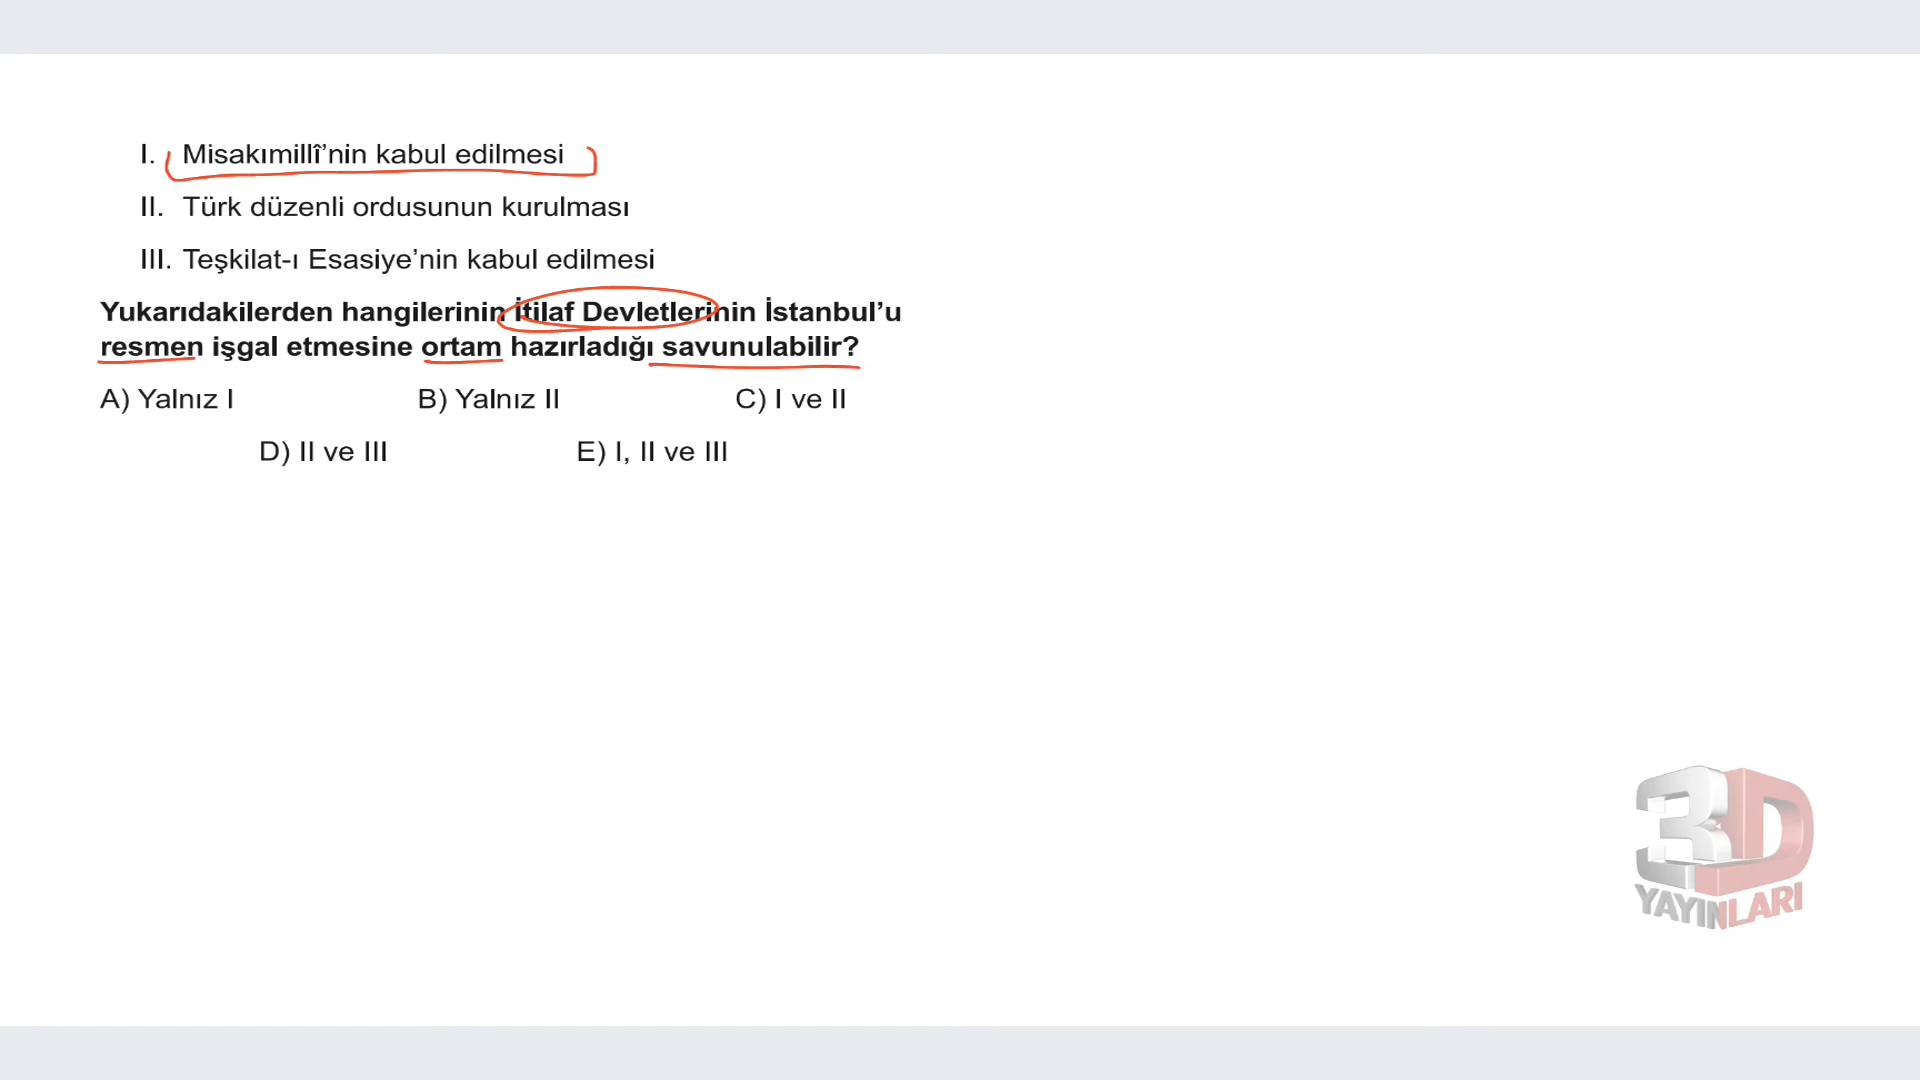 I. Misakımillî’nin kabul edilmesi
II. Türk düzenli ordusunun kurulması
III. Teşkilat-ı Esasiye’nin kabul edilmesi
Yukarıdakilerden hangilerinin İtilaf Devletlerinin İstanbul’u
resmen işgal etmesine ortam hazırladığı savunulabilir?
A) Yalnız I B) Yalnız II C) I ve II
D) II ve III E) I, II ve III
3D
YAYINLARI